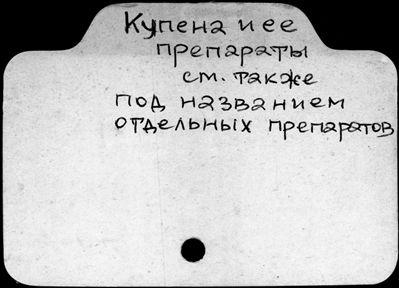 Купена и ее
препараты
см. также
под названием
отдельных препаратов